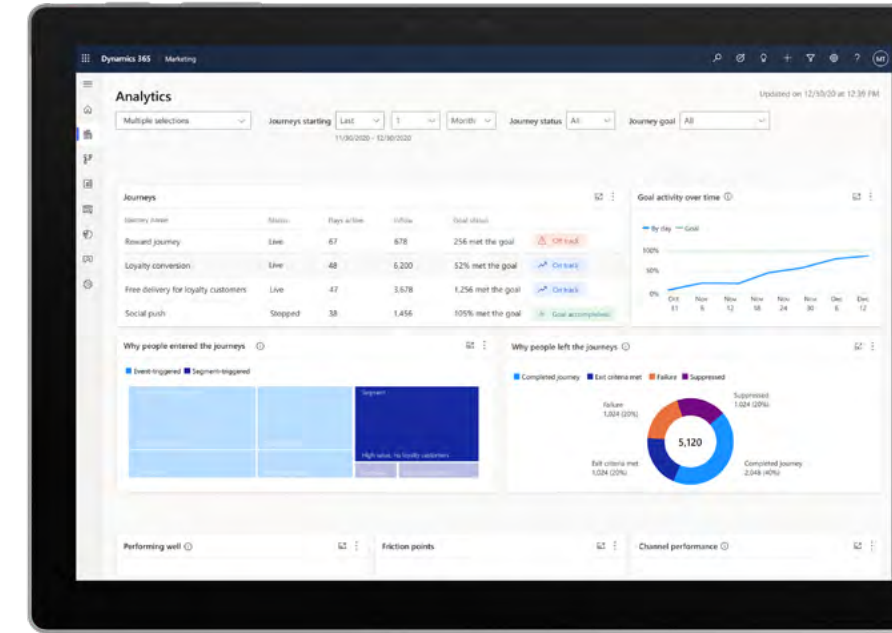 Dynamics 365 Marketing
MT
Analytics
Updated on 12/30/20 at 12:39 PM
Multiple selections Journeys starting Last 1 Month Journey status All Journey goal All
11/30/2020 - 12/30/2020
Journeys
Goal activity over time
Journey name Status Days active Inflow Goal status
Reward journey Live 67 678 256 met the goal Off track
Loyalty conversion Live 48 6,200 52% met the goal On track
Free delivery for loyalty customers Live 47 3,678 1,256 met the goal On track
Social push Stopped 38 1,456 105% met the goal Goal accomplished
By day Goal
100%
50%
0%
Oct Nov Nov Nov Nov Nov Dec Dec
31 6 12 18 24 30 6 12
Why people entered the journeys
Event-triggered Segment-triggered
Segment
High value, no loyalty customers
Why people left the journeys
Completed journey Exit criteria met Failure Suppressed
Failure
1,024 (20%)
Suppressed
1,024 (20%)
5,120
Exit criteria met
1,024 (20%)
Completed journey
2,048 (40%)
Performing well
Friction points
Channel performance